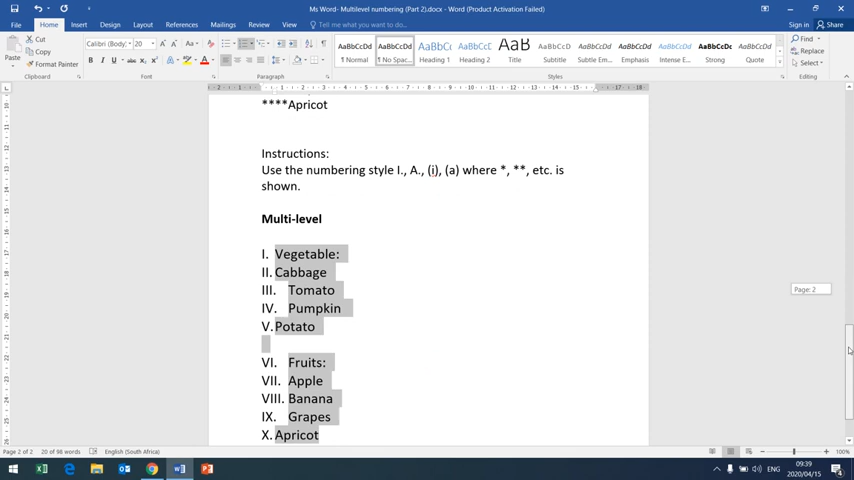 Ms Word- Multilevel numbering (Part 2).docx - Word (Product Activation Failed)
File Home Insert Design Layout References Mailings Review View Tell me what you want to do... Sign in Share
Cut
Copy
Format Painter
Paste
Calibri (Body) 20
AaBbCcDd AaBbCcDd AaBbCc AaBbCcC AaB AaBbCcD AaBbCcDd AaBbCcDd AaBbCcDd AaBbCcDd AaBbCcD
¶ Normal ¶ No Spac... Heading 1 Heading 2 Title Subtitle Subtle Em... Emphasis Intense E... Strong Quote
Find
Replace
Select
Clipboard Font Paragraph Styles Editing
****Apricot
Instructions:
Use the numbering style I., A., (i), (a) where *, **, etc. is
shown.
Multi-level
I. Vegetable:
II. Cabbage
III. Tomato
IV. Pumpkin
V. Potato
VI. Fruits:
VII. Apple
VIII. Banana
IX. Grapes
X. Apricot
Page: 2
Page 2 of 2 20 of 98 words English (South Africa) 100%
ENG 09:39
2020/04/15